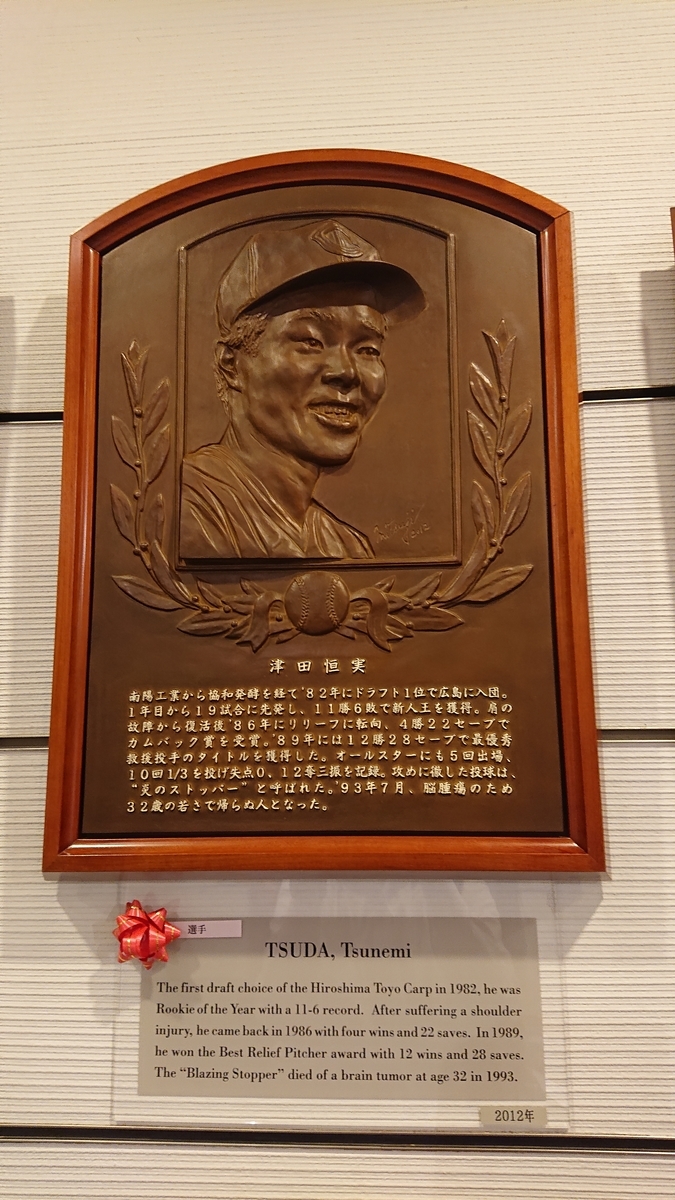 2012
津田恒実
南陽工業から協和発酵を経て'82年にドラフト1位で広島に入団。
1年目から19試合に先発し、11勝6敗で新人王を獲得。肩の
故障から復活後'86年にリリーフに転向、4勝22セーブで
カムバック賞を受賞。'89年には12勝28セーブで最優秀
救援投手のタイトルを獲得した。オールスターにも5回出場、
10回1/3を投げ失点0、12奪三振を記録。攻めに徹した投球は、
"炎のストッパー"と呼ばれた。'93年7月、脳腫瘍のため
32歳の若さで帰らぬ人となった。
選手
TSUDA, Tsunemi
The first draft choice of the Hiroshima Toyo Carp in 1982, he was
Rookie of the Year with a 11-6 record. After suffering a shoulder
injury, he came back in 1986 with four wins and 22 saves. In 1989,
he won the Best Relief Pitcher award with 12 wins and 28 saves.
The “Blazing Stopper” died of a brain tumor at age 32 in 1993.
2012年